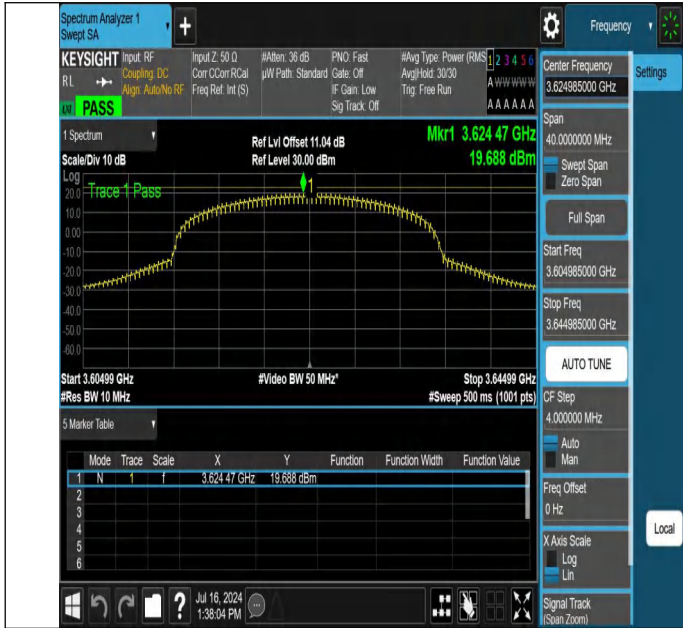 Spectrum Analyzer 1
Swept SA
Frequency
KEYSIGHT
Input: RF
Coupling: DC
Align: Auto/No RF
Input Z: 50 Ω
Corr CCorr RCal
Freq Ref: Int (S)
#Atten: 36 dB
µW Path: Standard
PNO: Fast
Gate: Off
IF Gain: Low
Sig Track: Off
#Avg Type: Power (RMS
Avg|Hold: 30/30
Trig: Free Run
1 2 3 4 5 6
A W W W W W
A A A A A A
RL
PASS
1 Spectrum
Scale/Div 10 dB
Ref Lvl Offset 11.04 dB
Ref Level 30.00 dBm
Mkr1 3.624 47 GHz
19.688 dBm
Log
Trace 1 Pass
1
20.0
10.0
0.00
-10.0
-20.0
-30.0
-40.0
-50.0
-60.0
Start 3.60499 GHz
#Video BW 50 MHz*
Stop 3.64499 GHz
#Res BW 10 MHz
#Sweep 500 ms (1001 pts)
5 Marker Table
Mode Trace Scale X Y Function Function Width Function Value
1 N 1 f 3.624 47 GHz 19.688 dBm
2
3
4
5
6
Jul 16, 2024
1:38:04 PM
Center Frequency
3.624985000 GHz
Settings
Span
40.0000000 MHz
Swept Span
Zero Span
Full Span
Start Freq
3.604985000 GHz
Stop Freq
3.644985000 GHz
AUTO TUNE
CF Step
4.000000 MHz
Auto
Man
Freq Offset
0 Hz
Local
X Axis Scale
Log
Lin
Signal Track
(Span Zoom)